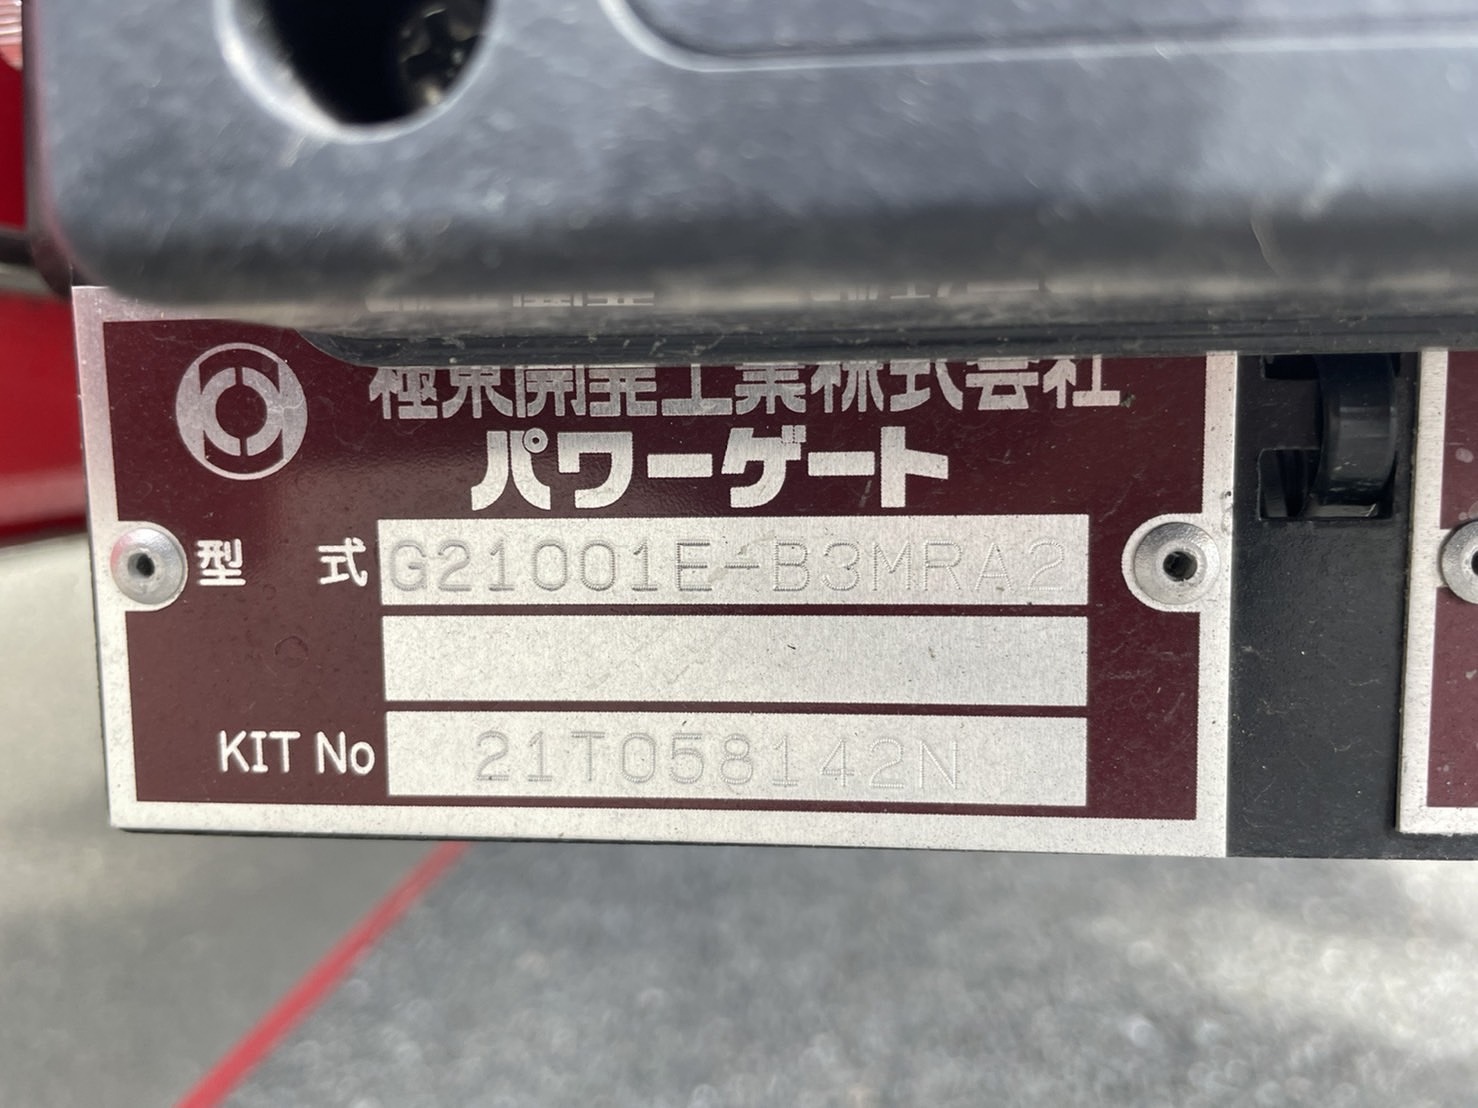 極東開発工業株式会社
パワーゲート
型式 G21001E-B3MRA2
KIT No 21T058142N